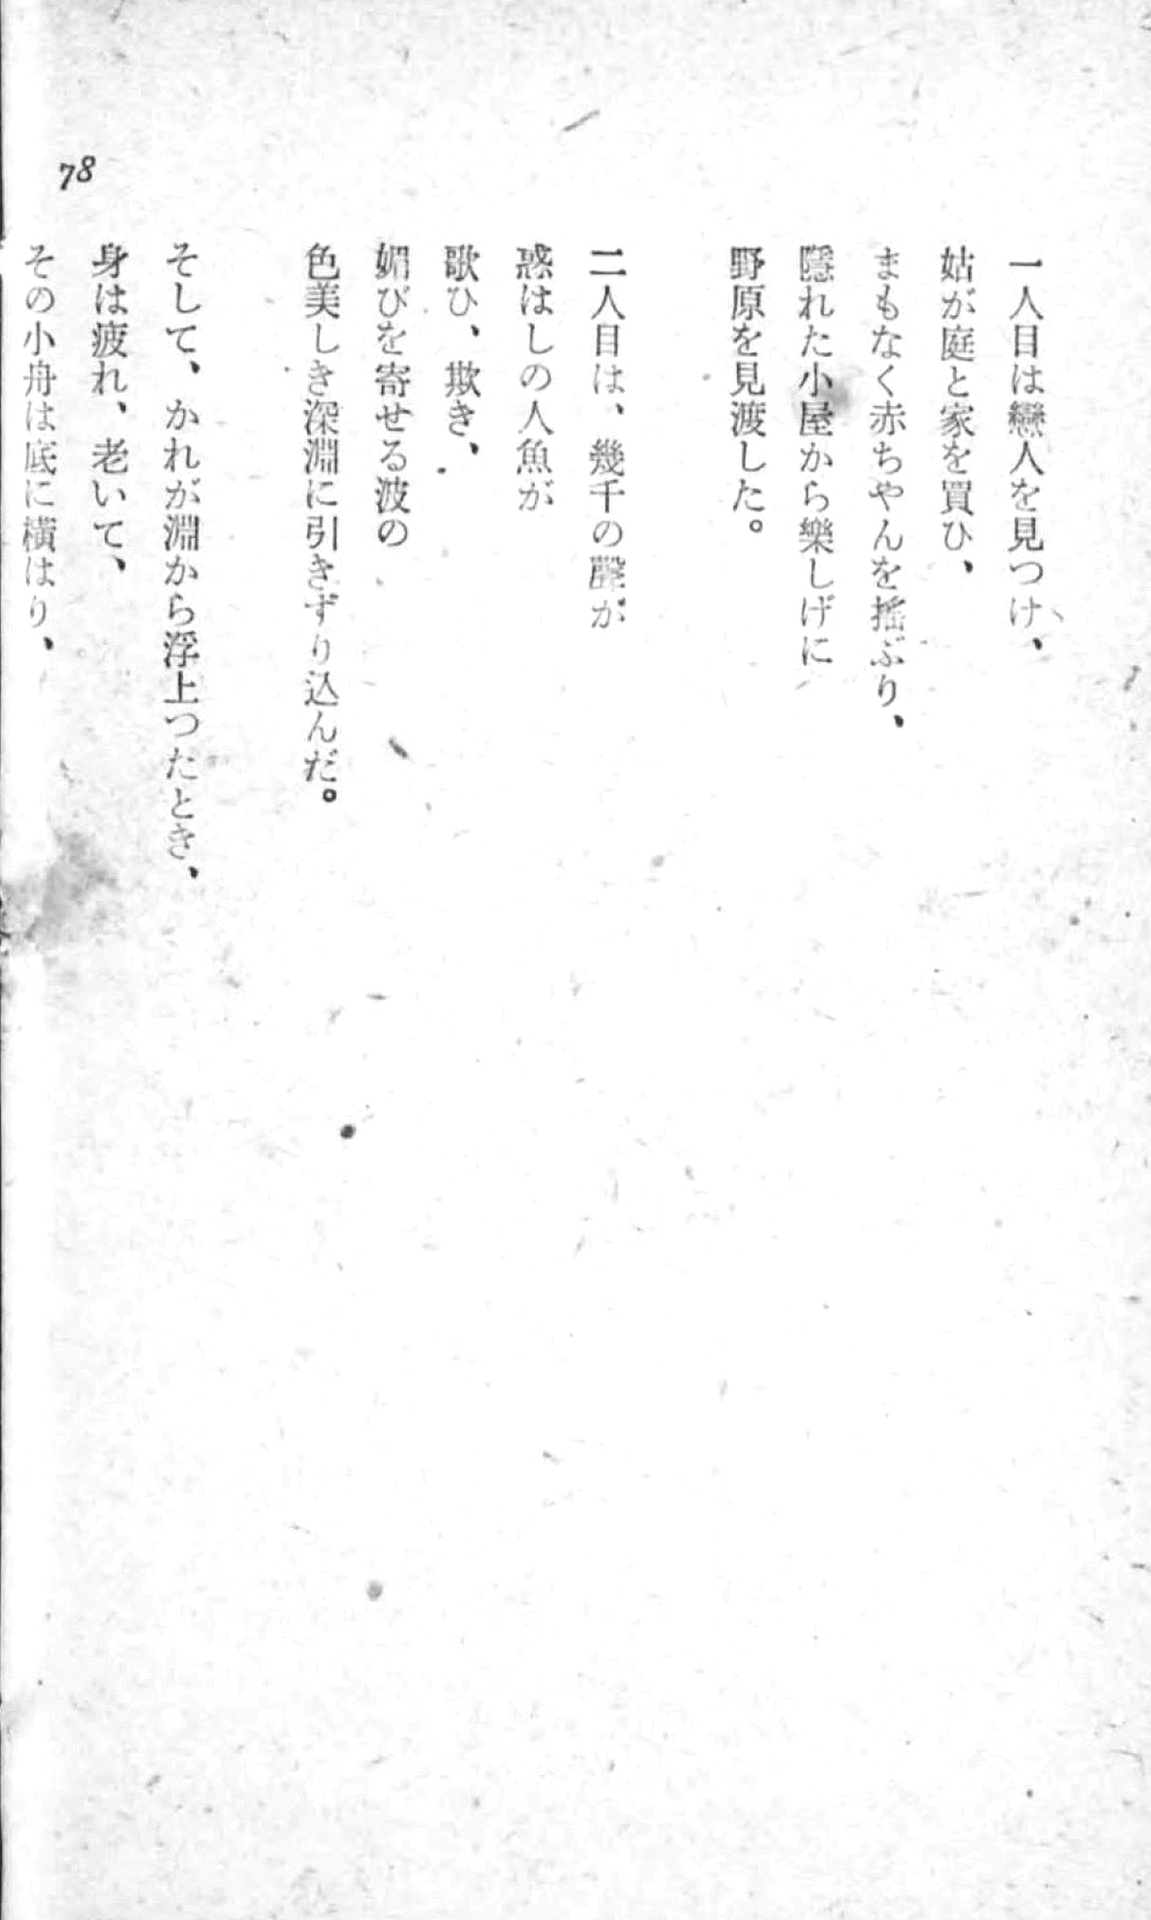 一人目は戀人を見つけ、
姑が庭と家を買ひ、
まもなく赤ちやんを搖ぶり、
隱れた小屋から樂しげに
野原を見渡した。
二人目は、幾千の聲が
惑はしの人魚が
歌ひ、欺き、
媚びを寄せる波の
色美しき深淵に引きずり込んだ。
そして、かれが淵から浮上つたとき、
身は疲れ、老いて、
その小舟は底に横はり、
78